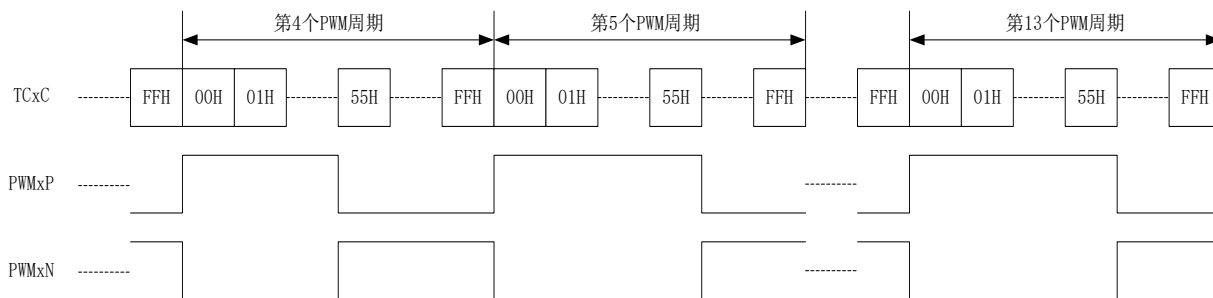 第4个PWM周期 第5个PWM周期 第13个PWM周期
TCxC FFH 00H 01H 55H FFH 00H 01H 55H FFH FFH 00H 01H 55H FFH
PWMxP
PWMxN